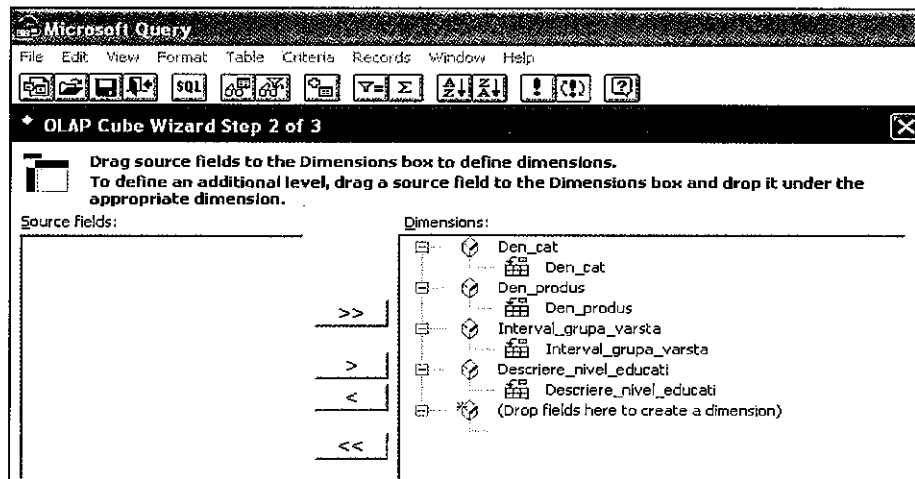 Microsoft Query
File Edit View Format Table Criteria Records Window Help
SQL
OLAP Cube Wizard Step 2 of 3
Drag source fields to the Dimensions box to define dimensions.
To define an additional level, drag a source field to the Dimensions box and drop it under the
appropriate dimension.
Source fields:
Dimensions:
Den_cat
Den_cat
Den_produs
Den_produs
>>
Interval_grupa_varsta
Interval_grupa_varsta
>
Descriere_nivel_educati
Descriere_nivel_educati
<
(Drop fields here to create a dimension)
<<